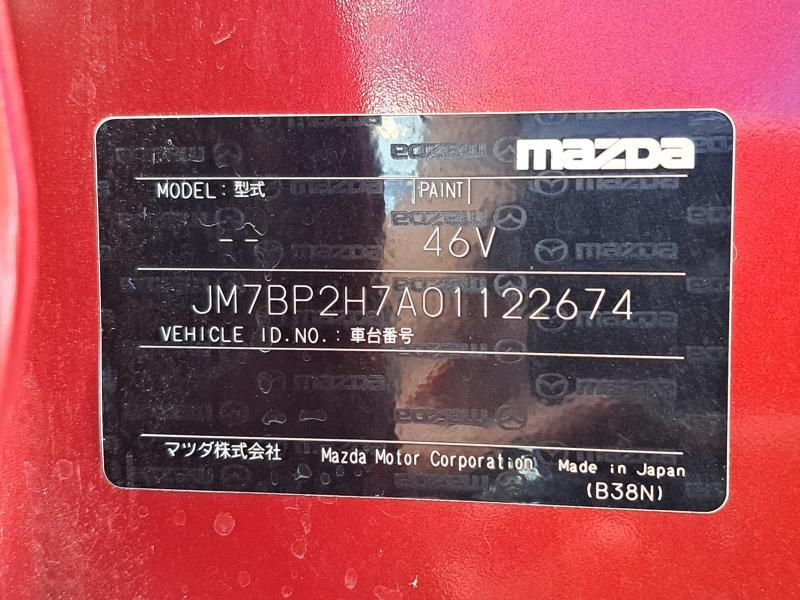 mazda
MODEL: 型式 PAINT
-- 46V
JM7BP2H7A01122674
VEHICLE ID.NO.: 車台番号
マツダ株式会社 Mazda Motor Corporation Made in Japan
(B38N)